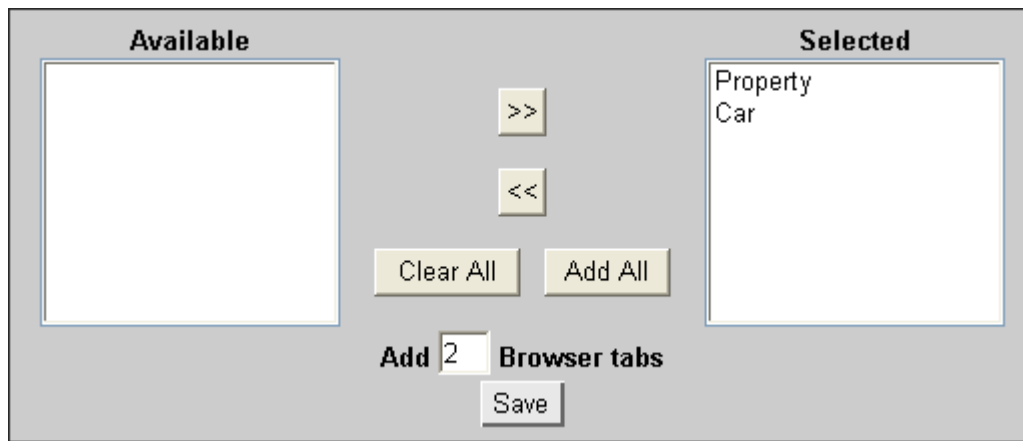 Available
Selected
Property
Car
>>
<<
Clear All
Add All
Add 2 Browser tabs
Save